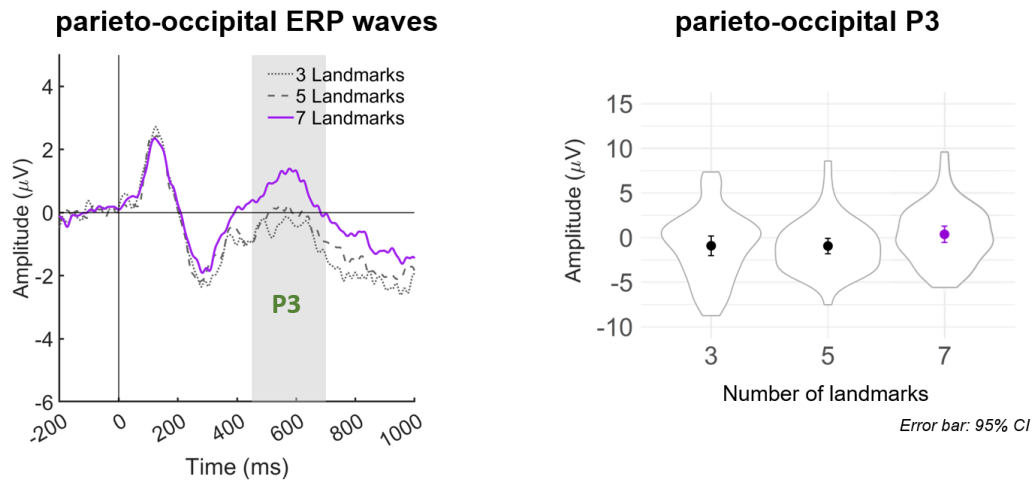 parieto-occipital ERP waves
4
2
0
-2
-4
-6
Amplitude (μV)
3 Landmarks
5 Landmarks
7 Landmarks
P3
-200
0
200
400
600
800
1000
Time (ms)
parieto-occipital P3
15
10
5
0
-5
-10
Amplitude (μV)
3
5
7
Number of landmarks
Error bar: 95% CI